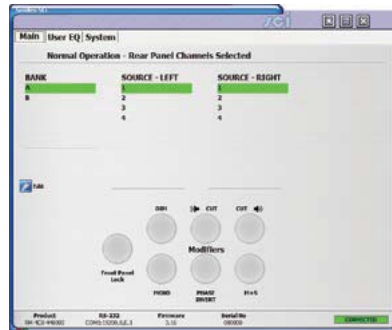 SCI
Main User EQ System
Normal Operation - Rear Panel Channels Selected
BANK SOURCE - LEFT SOURCE - RIGHT
A 1 1
B 2 2
3 3
4 4
DIM CUT CUT
Modifiers
Front Panel
Lock
MONO PHASE
INVERT M+S
Product RS-232 Firmware Serial No
CONNECTED